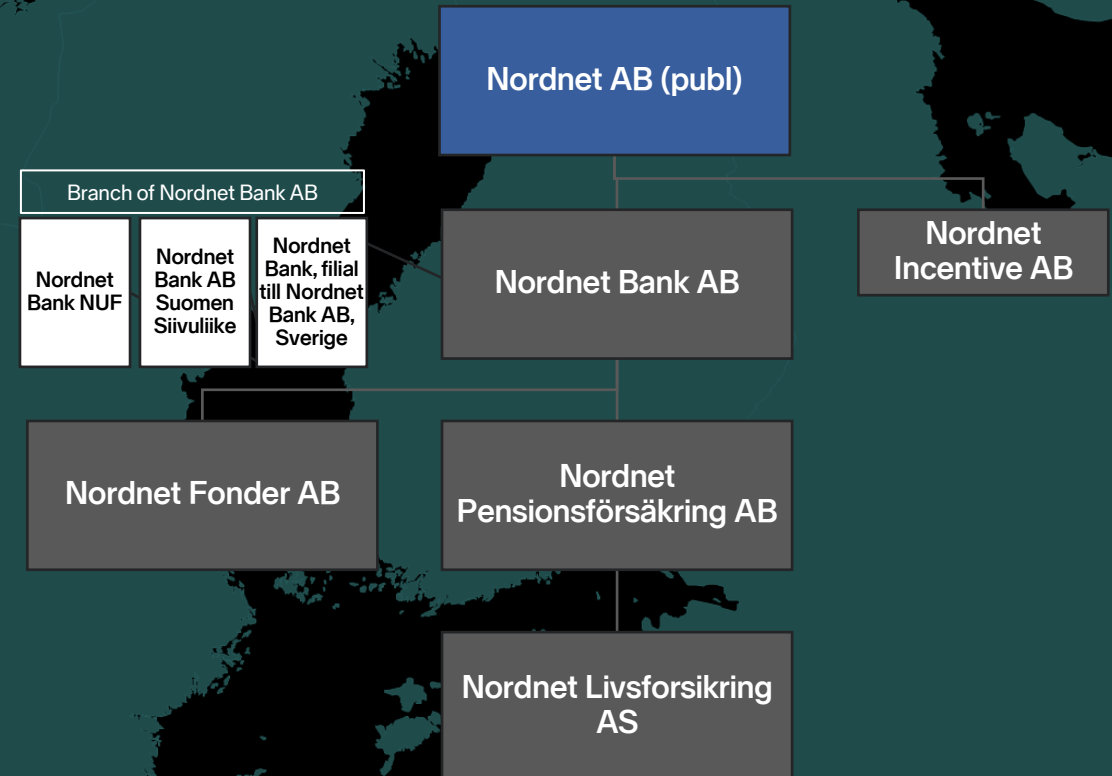 Nordnet AB (publ)
Branch of Nordnet Bank AB
Nordnet
Bank NUF
Nordnet
Bank AB
Suomen
Siivuliike
Nordnet
Bank, filial
till Nordnet
Bank AB,
Sverige
Nordnet Bank AB
Nordnet
Incentive AB
Nordnet Fonder AB
Nordnet
Pensionsförsäkring AB
Nordnet Livsforsikring
AS